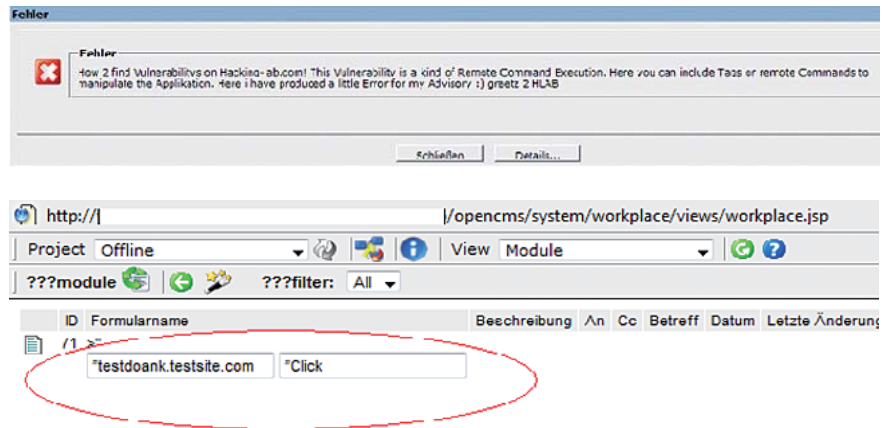 Fehler
Fehler
How 2 find Vulnerabilitys on Hacking-lab.com! This Vulnerability is a kind of Remote Command Execution. Here you can include Tags or remote Commands to
manipulate the Applikation. Here i have produced a little Error for my Advisory :) greetz 2 HLAB
Schließen Details...
http:// /opencms/system/workplace/views/workplace.jsp
Project Offline View Module
???module ???filter: All
ID Formularname Beschreibung An Cc Betreff Datum Letzte Änderung
(1 >"
"testdoank.testsite.com "Click